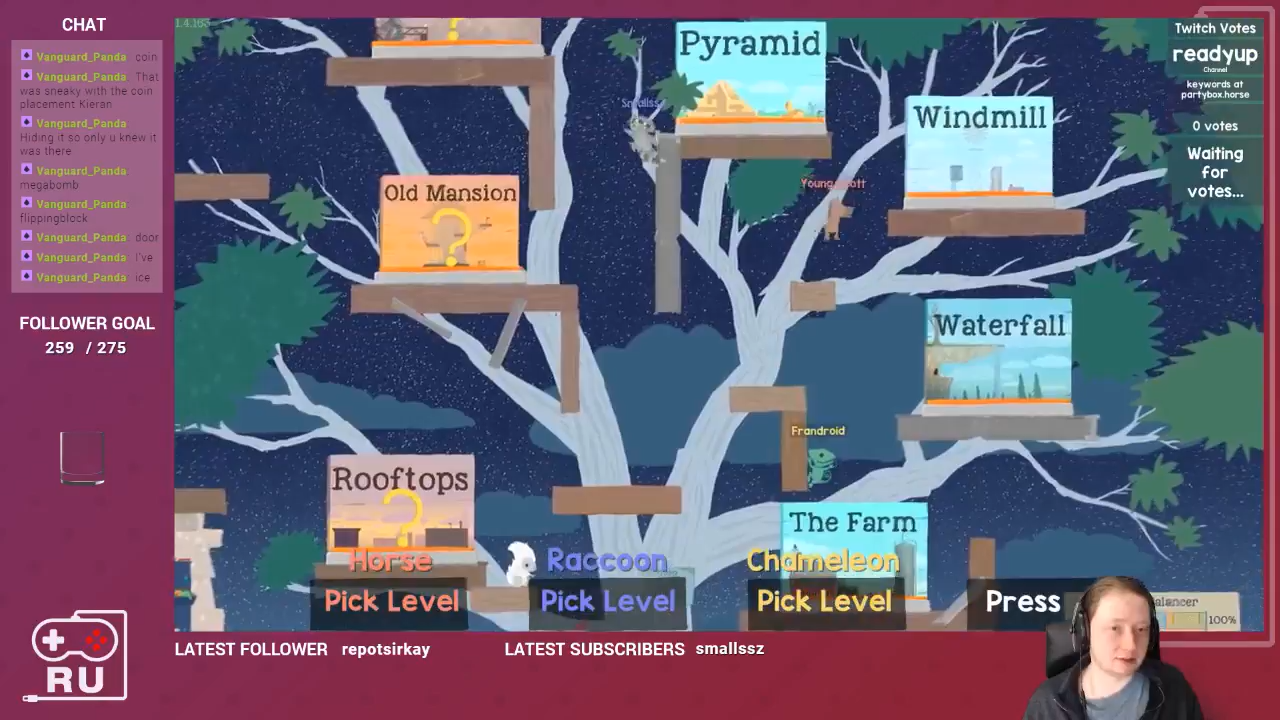 CHAT
Vanguard_Panda: coin
Vanguard_Panda: That
was sneaky with the coin
placement Kieran
Vanguard_Panda:
Hiding it so only u knew it
was there
Vanguard_Panda:
megabomb
Vanguard_Panda:
flippingblock
Vanguard_Panda: door
Vanguard_Panda: I've
Vanguard_Panda: ice
FOLLOWER GOAL
259 / 275
RU
Pyramid
Windmill
Old Mansion
?
Waterfall
Rooftops
?
The Farm
Frandroid
Horse
Pick Level
Raccoon
Pick Level
Chameleon
Pick Level
Press
100%
Twitch Votes
readyup
Channel
keywords at
partybox.horse
0 votes
Waiting
for
votes...
LATEST FOLLOWER repotsirkay
LATEST SUBSCRIBERS smallssz